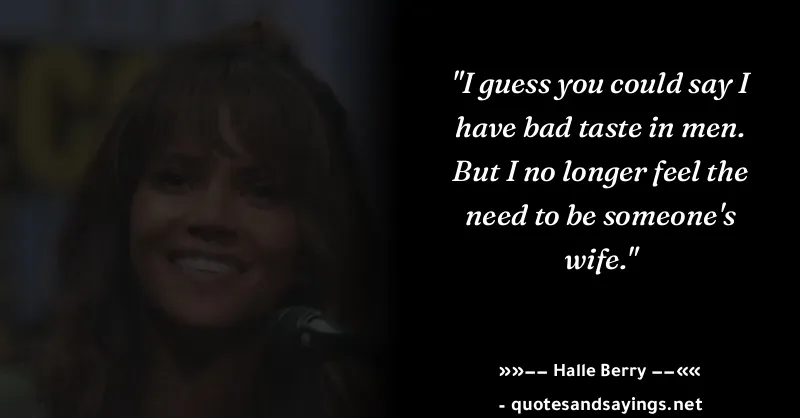 "I guess you could say I
have bad taste in men.
But I no longer feel the
need to be someone's
wife."
»»–– Halle Berry ––««
- quotesandsayings.net